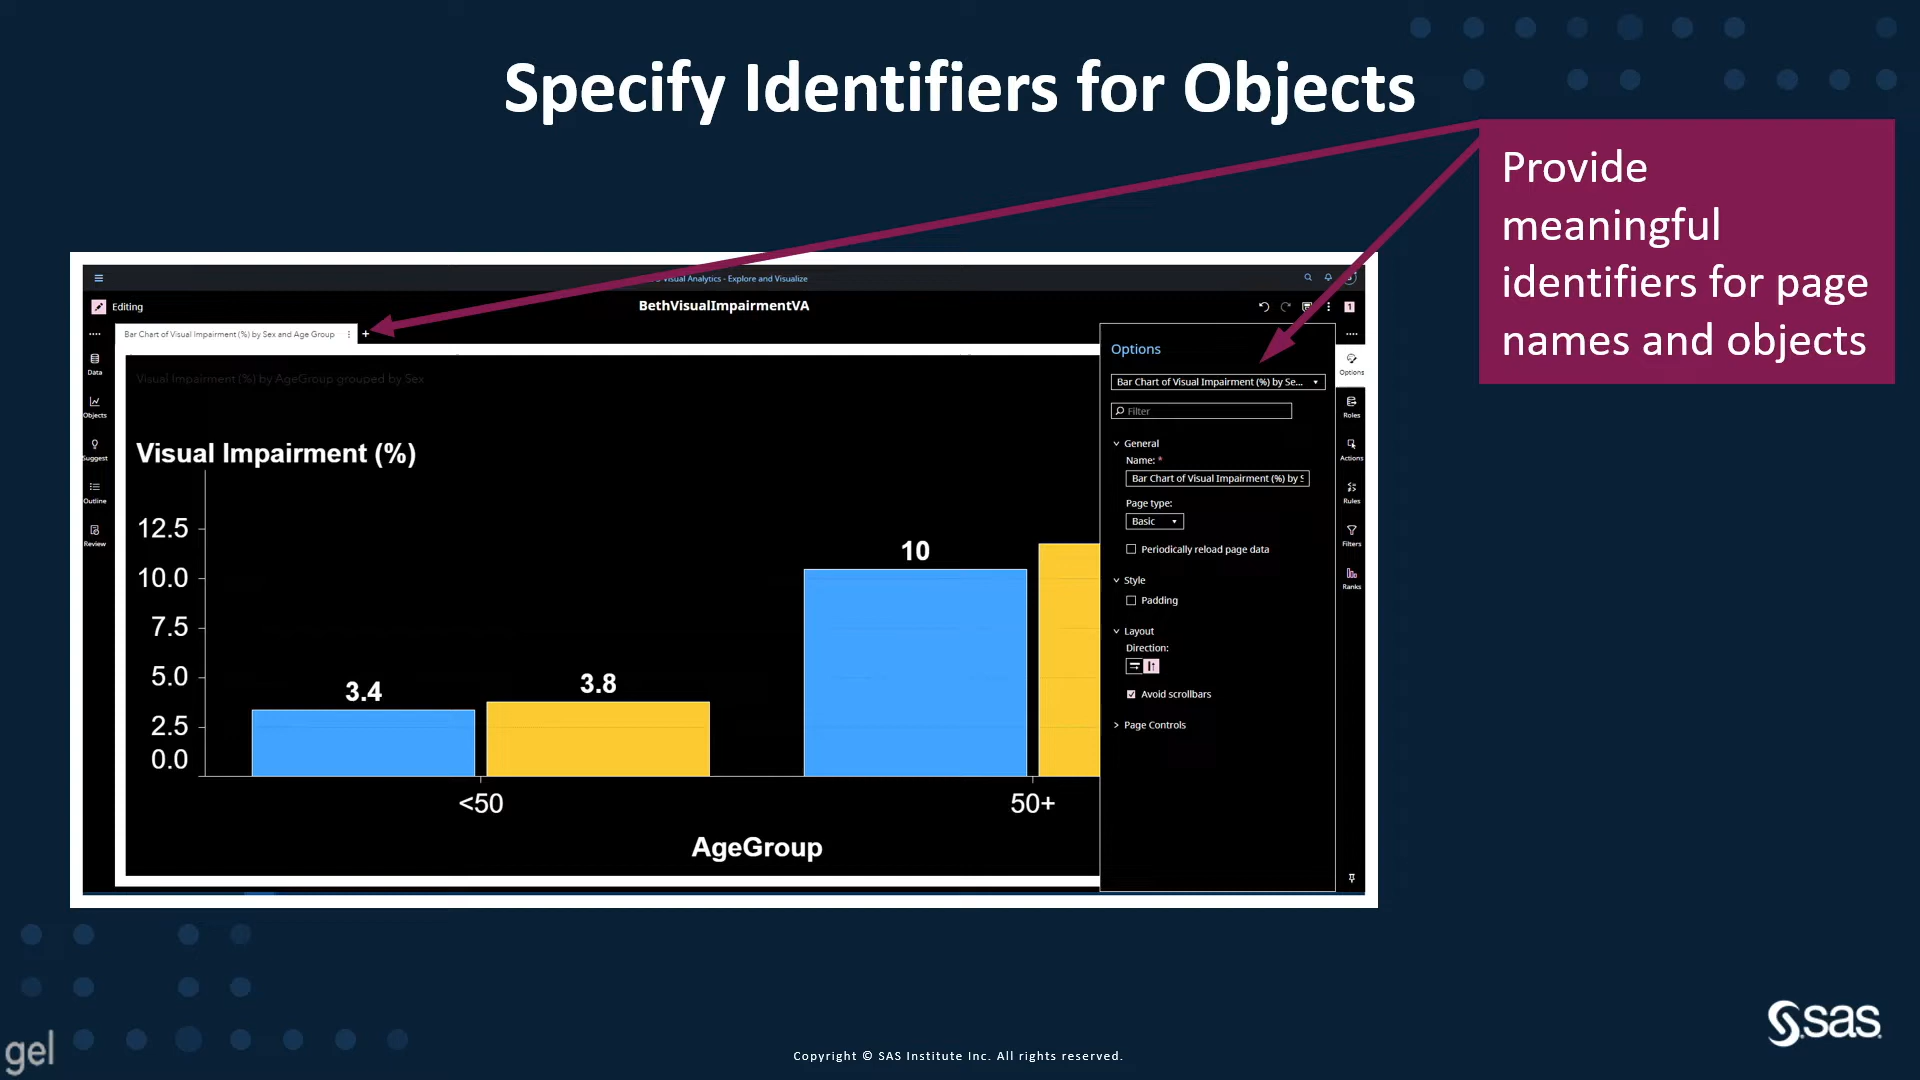 Specify Identifiers for Objects
Provide
meaningful
identifiers for page
names and objects
Visual Analytics - Explore and Visualize
Editing
BethVisualImpairmentVA
1
Bar Chart of Visual Impairment (%) by Sex and Age Group
+
Data
Objects
Suggest
Outline
Review
Visual Impairment (%) by AgeGroup grouped by Sex
Visual Impairment (%)
12.5
10.0
7.5
5.0
2.5
0.0
3.4
3.8
10
<50
50+
AgeGroup
Options
Bar Chart of Visual Impairment (%) by Se...
Filter
General
Name: *
Bar Chart of Visual Impairment (%) by S
Page type:
Basic
Periodically reload page data
Style
Padding
Layout
Direction:
Avoid scrollbars
Page Controls
Options
Roles
Actions
Rules
Filters
Ranks
gel
Copyright © SAS Institute Inc. All rights reserved.
sas